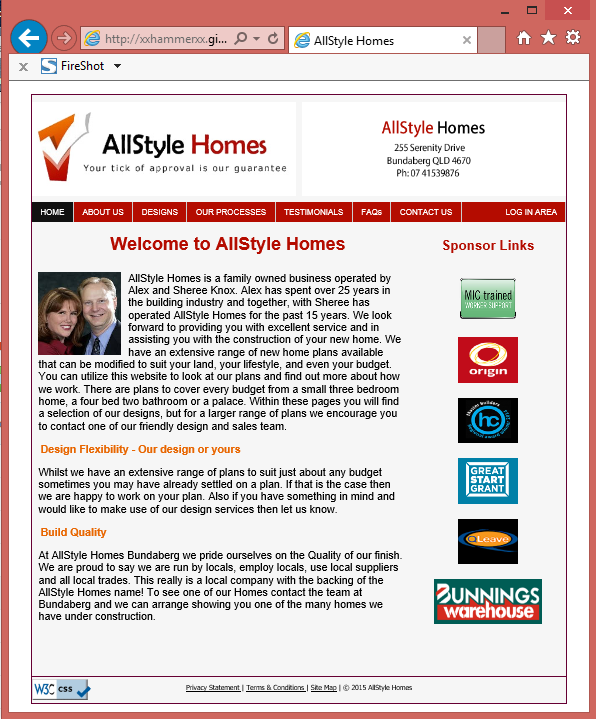 http://xxhammerxx.gi...
AllStyle Homes
FireShot
AllStyle Homes
Your tick of approval is our guarantee
AllStyle Homes
255 Serenity Drive
Bundaberg QLD 4670
Ph: 07 41539876
HOME ABOUT US DESIGNS OUR PROCESSES TESTIMONIALS FAQs CONTACT US LOG IN AREA
Welcome to AllStyle Homes
AllStyle Homes is a family owned business operated by
Alex and Sheree Knox. Alex has spent over 25 years in
the building industry and together, with Sheree has
operated AllStyle Homes for the past 15 years. We look
forward to providing you with excellent service and in
assisting you with the construction of your new home. We
have an extensive range of new home plans available
that can be modified to suit your land, your lifestyle, and even your budget.
You can utilize this website to look at our plans and find out more about how
we work. There are plans to cover every budget from a small three bedroom
home, a four bed two bathroom or a palace. Within these pages you will find
a selection of our designs, but for a larger range of plans we encourage you
to contact one of our friendly design and sales team.
Design Flexibility - Our design or yours
Whilst we have an extensive range of plans to suit just about any budget
sometimes you may have already settled on a plan. If that is the case then
we are happy to work on your plan. Also if you have something in mind and
would like to make use of our design services then let us know.
Build Quality
At AllStyle Homes Bundaberg we pride ourselves on the Quality of our finish.
We are proud to say we are run by locals, employ locals, use local suppliers
and all local trades. This really is a local company with the backing of the
AllStyle Homes name! To see one of our Homes contact the team at
Bundaberg and we can arrange showing you one of the many homes we
have under construction.
Sponsor Links
MIC trained
WORKER SUPPORT
origin
hc
GREAT
START
GRANT
QLeave
BUNNINGS
warehouse
W3C css
Privacy Statement | Terms & Conditions | Site Map | © 2015 AllStyle Homes